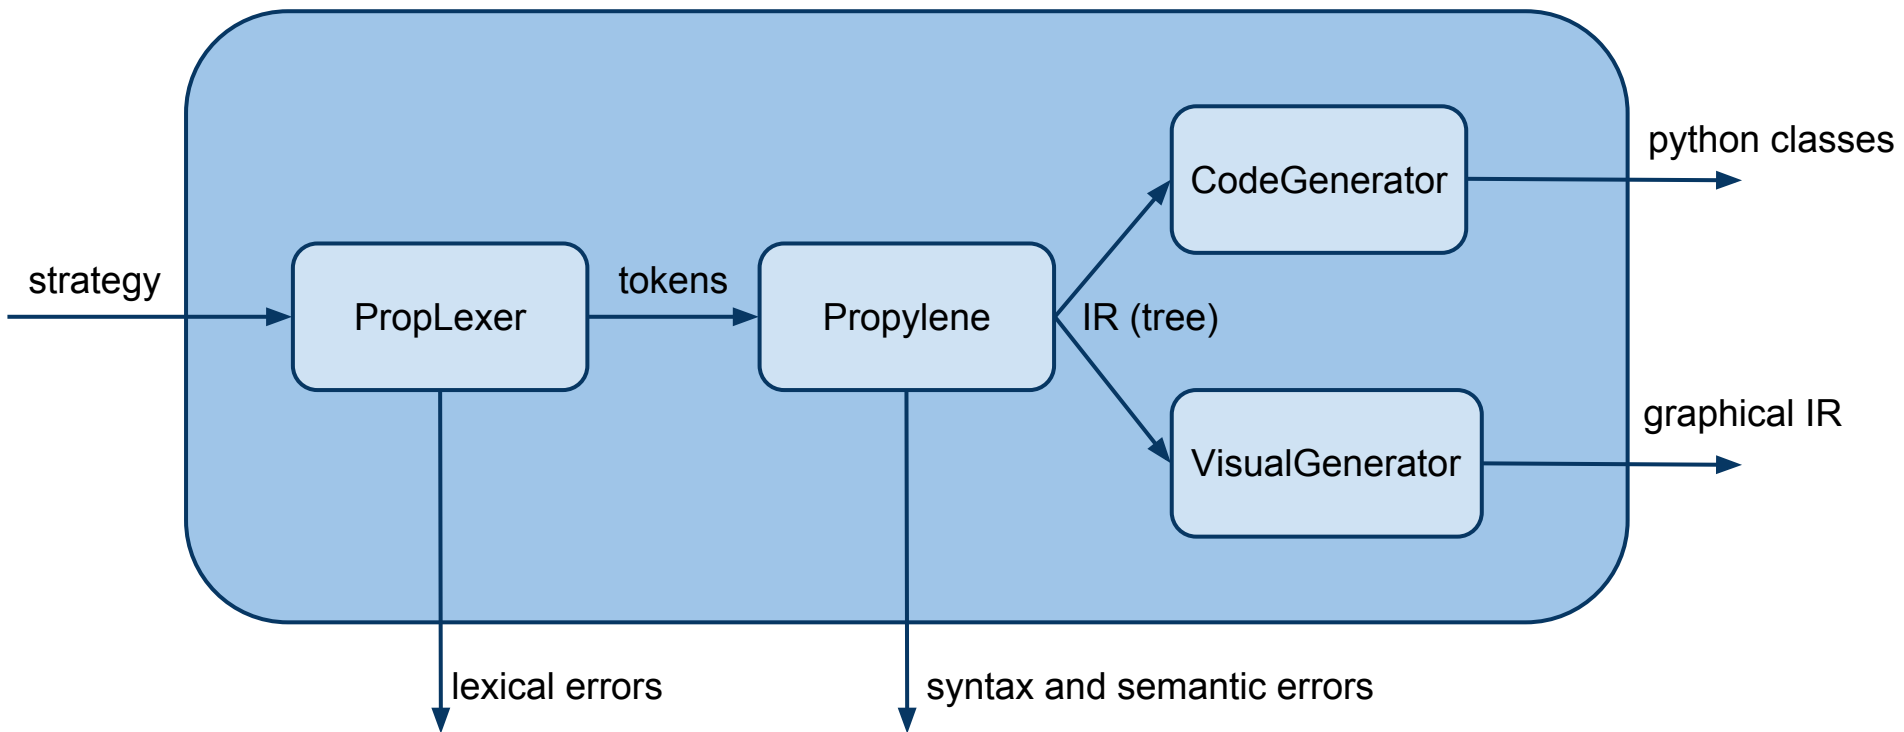 python classes
CodeGenerator
strategy
tokens
PropLexer
Propylene
IR (tree)
graphical IR
VisualGenerator
lexical errors
syntax and semantic errors